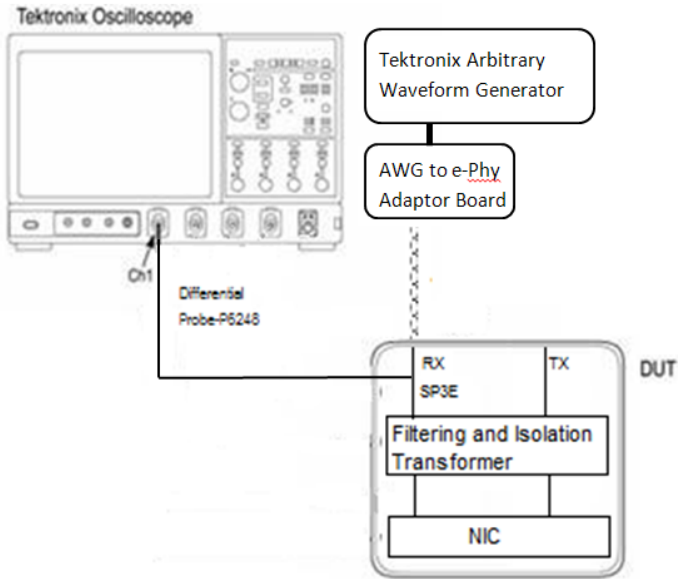 Tektronix Oscilloscope
Tektronix Arbitrary
Waveform Generator
AWG to e-Phy
Adaptor Board
Ch1
Differential
Probe-P6248
RX
TX
DUT
SP3E
Filtering and Isolation
Transformer
NIC